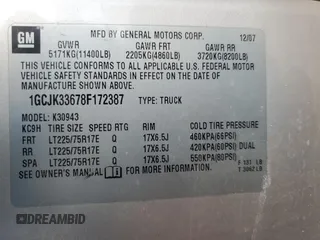 GM
MFD BY GENERAL MOTORS CORP.
12/07
GVWR GAWR FRT GAWR RR
5171KG(11400LB) 2205KG(4860LB) 3720KG(8200LB)
THIS VEHICLE CONFORMS TO ALL APPLICABLE U.S. FEDERAL
MOTOR VEHICLE SAFETY STANDARDS IN EFFECT ON THE DATE OF
MANUFACTURE SHOWN ABOVE.
1GCJK33678F172387 TYPE: TRUCK
MODEL: K30943
KC9H TIRE SIZE SPEED RTG RIM COLD TIRE PRESSURE
FRT LT225/75R17E Q 17X6.5J 460KPA(66PSI)
RR LT225/75R17E Q 17X6.5J 420KPA(60PSI) DUAL
SPA LT225/75R17E Q 17X6.5J 550KPA(80PSI)
SEE OWNER'S MANUAL FOR ADDITIONAL INFORMATION.
DREAMBID